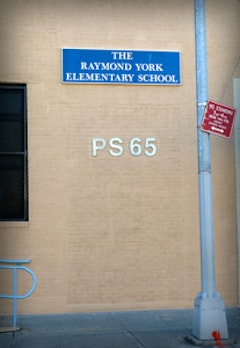 THE
RAYMOND YORK
ELEMENTARY SCHOOL
PS 65
NO STANDING